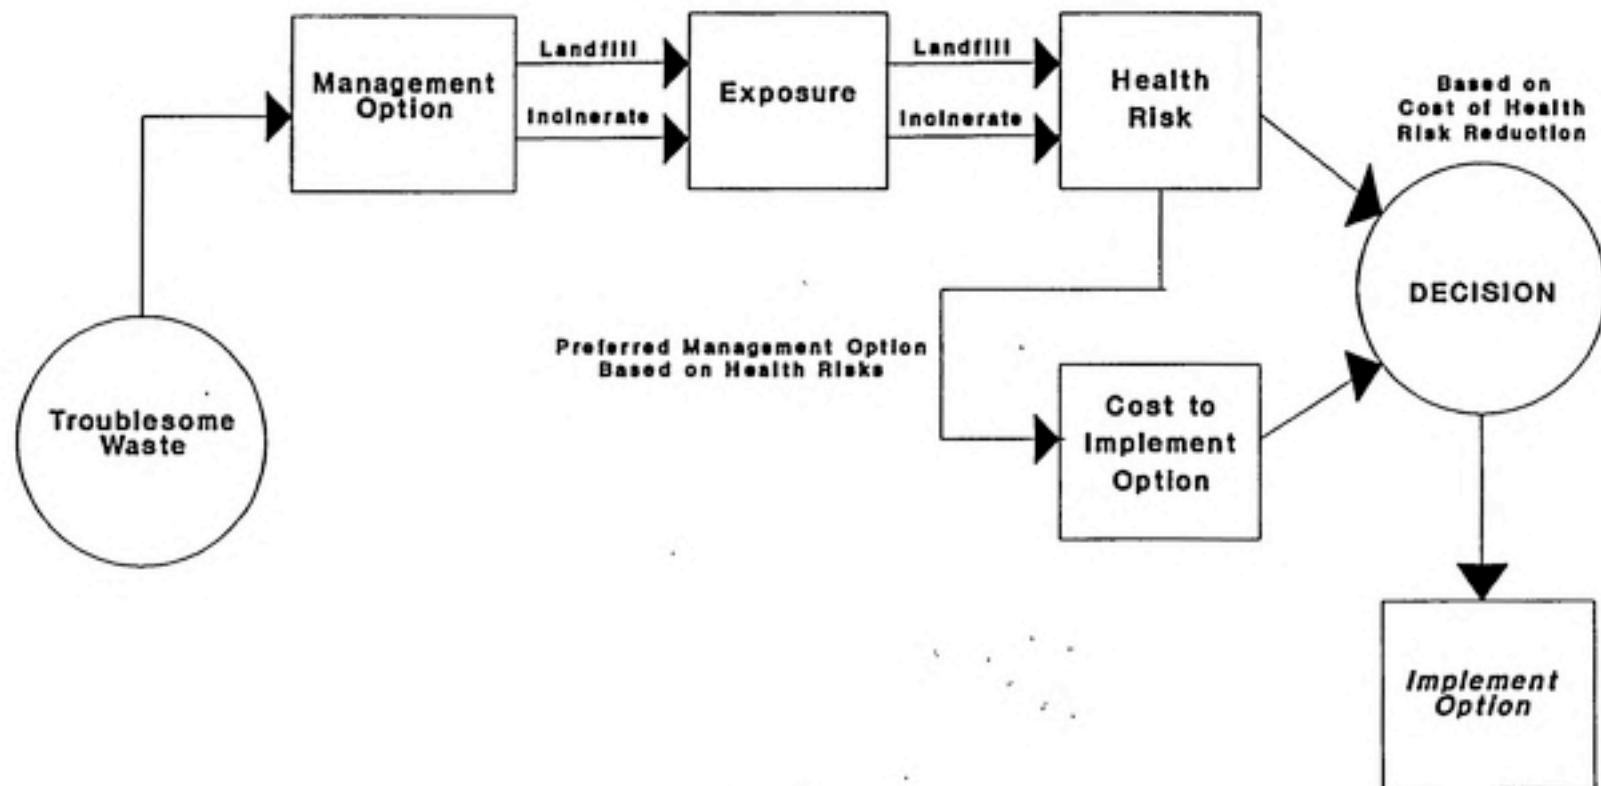 Management
Option
Landfill
Incinerate
Exposure
Landfill
Incinerate
Health
Risk
Based on
Cost of Health
Risk Reduction
DECISION
Preferred Management Option
Based on Health Risks
Cost to
Implement
Option
Troublesome
Waste
Implement
Option